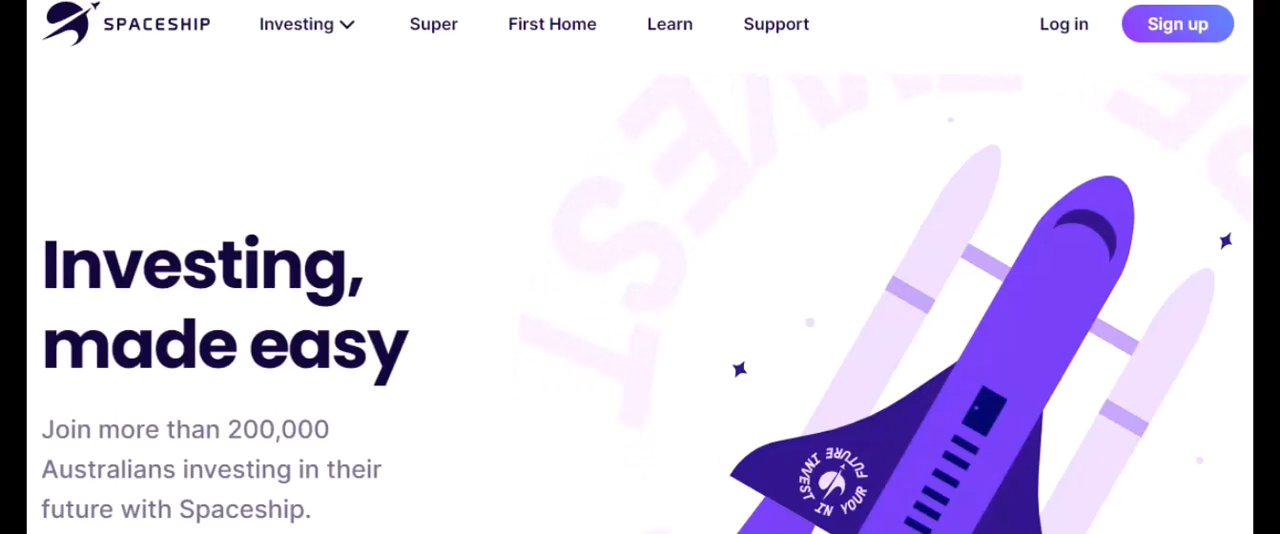 SPACESHIP
Investing
Super
First Home
Learn
Support
Log in
Sign up
Investing,
made easy
Join more than 200,000
Australians investing in their
future with Spaceship.
INVEST IN YOUR FUTURE
VEST